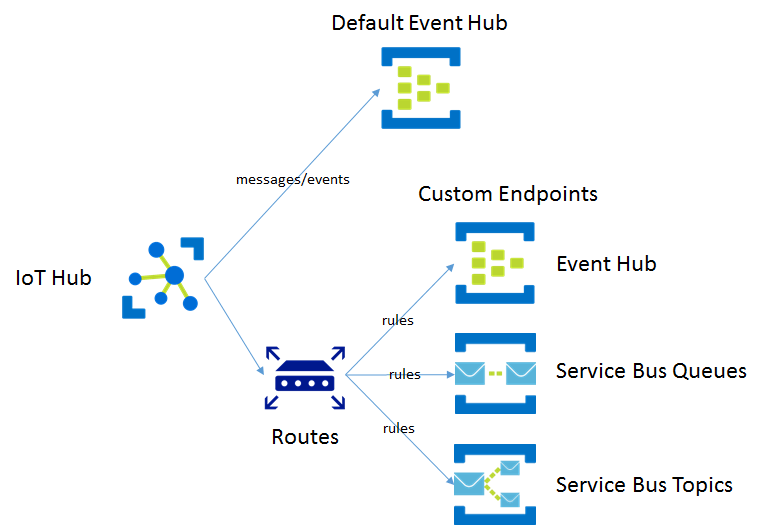 Default Event Hub
messages/events
Custom Endpoints
IoT Hub
Event Hub
rules
rules
Service Bus Queues
Routes
rules
Service Bus Topics